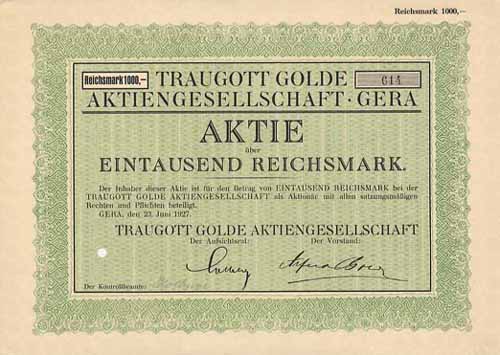 Reichsmark 1000,—
Reichsmark 1000,— TRAUGOTT GOLDE 614
AKTIENGESELLSCHAFT · GERA
AKTIE
über
EINTAUSEND REICHSMARK.
Der Inhaber dieser Aktie ist für den Betrag von EINTAUSEND REICHSMARK bei der
TRAUGOTT GOLDE AKTIENGESELLSCHAFT als Aktionär mit allen satzungsmäßigen
Rechten und Pflichten beteiligt.
GERA, den 23. Juni 1927.
TRAUGOTT GOLDE AKTIENGESELLSCHAFT
Der Aufsichtsrat: Der Vorstand:
Der Kontrollbeamte: